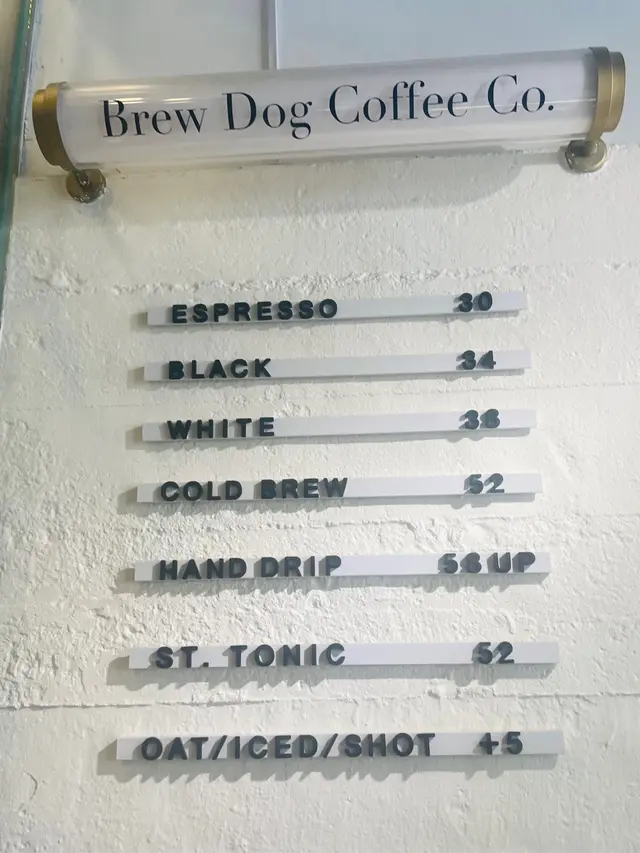 Brew Dog Coffee Co.
ESPRESSO 30
BLACK 34
WHITE 38
COLD BREW 52
HAND DRIP 58 UP
ST. TONIC 52
OAT/ICED/SHOT +5